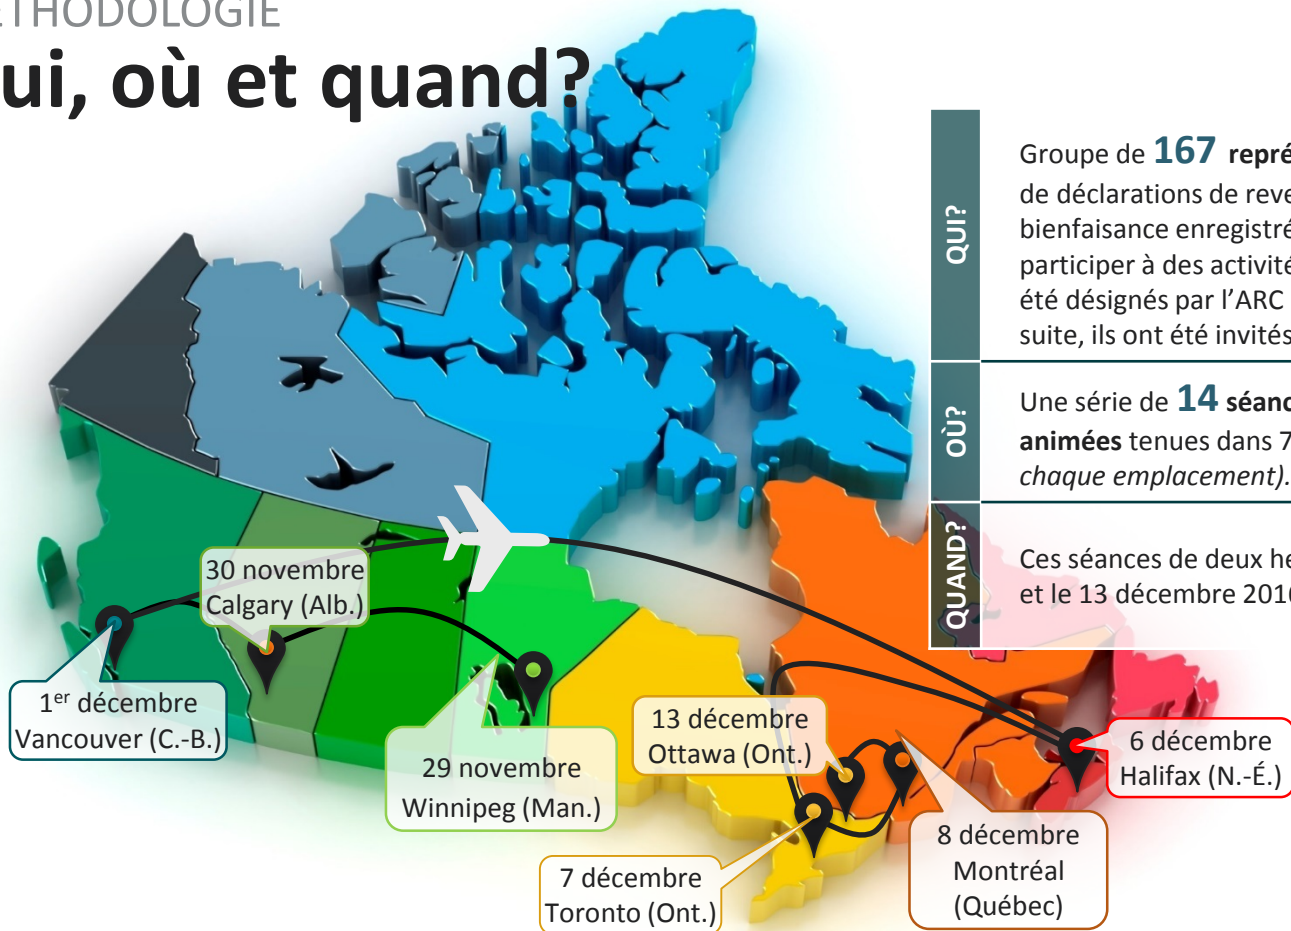 ÉTHODOLOGIE
ui, où et quand?
QUI?
Groupe de 167 repré
de déclarations de reve
bienfaisance enregistré
participer à des activité
été désignés par l’ARC
suite, ils ont été invités
OÙ?
Une série de 14 séanc
animées tenues dans 7
chaque emplacement).
QUAND?
Ces séances de deux he
et le 13 décembre 2016
30 novembre
Calgary (Alb.)
1er décembre
Vancouver (C.-B.)
29 novembre
Winnipeg (Man.)
13 décembre
Ottawa (Ont.)
6 décembre
Halifax (N.-É.)
8 décembre
Montréal
(Québec)
7 décembre
Toronto (Ont.)